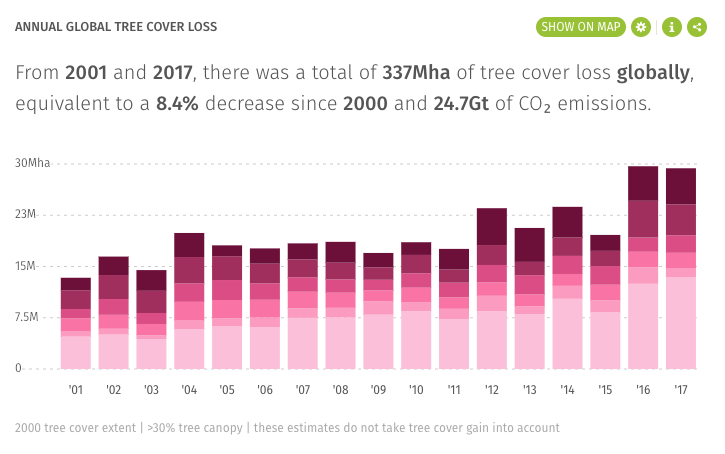 ANNUAL GLOBAL TREE COVER LOSS
SHOW ON MAP
From 2001 and 2017, there was a total of 337Mha of tree cover loss globally,
equivalent to a 8.4% decrease since 2000 and 24.7Gt of CO₂ emissions.
30Mha
23M
15M
7.5M
0
'01 '02 '03 '04 '05 '06 '07 '08 '09 '10 '11 '12 '13 '14 '15 '16 '17
2000 tree cover extent | >30% tree canopy | these estimates do not take tree cover gain into account